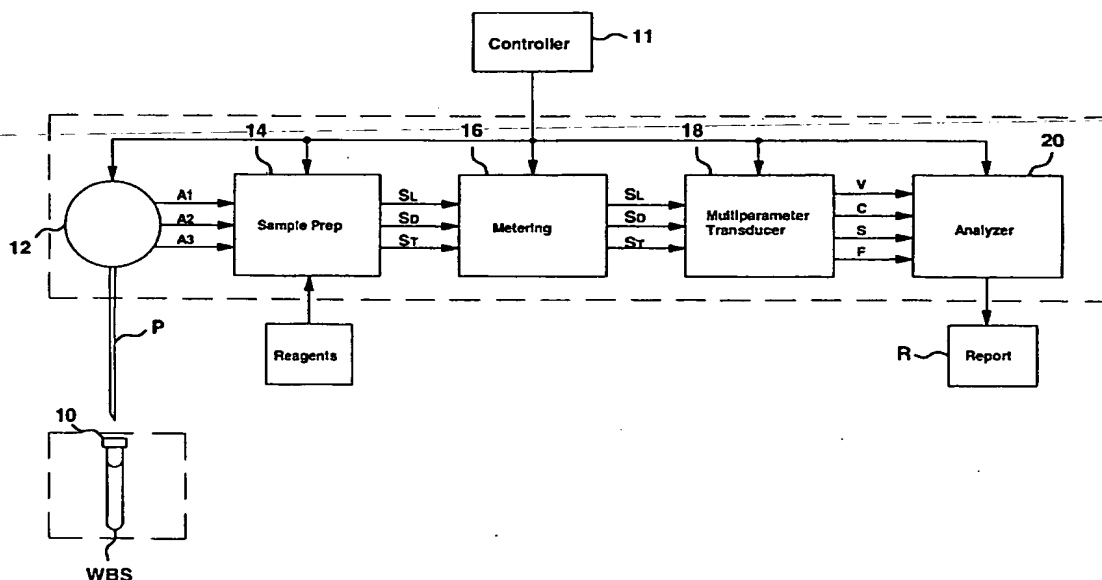 Controller
11
14
16
18
20
A1
A2
A3
12
Sample Prep
SL
SD
ST
Metering
SL
SD
ST
Multiparameter
Transducer
V
C
S
F
Analyzer
P
Reagents
R
Report
10
WBS